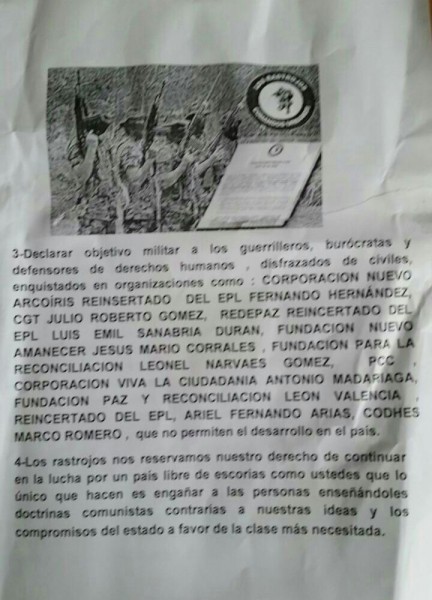 LOS RASTROJOS
3-Declarar objetivo militar a los guerrilleros, burócratas y
defensores de derechos humanos , disfrazados de civiles,
enquistados en organizaciones como : CORPORACION NUEVO
ARCOÍRIS REINSERTADO DEL EPL FERNANDO HERNÁNDEZ,
CGT JULIO ROBERTO GOMEZ, REDEPAZ REINCERTADO DEL
EPL LUIS EMIL SANABRIA DURAN, FUNDACION NUEVO
AMANECER JESUS MARIO CORRALES , FUNDACION PARA LA
RECONCILIACION LEONEL NARVAES GOMEZ, PCC ,
CORPORACION VIVA LA CIUDADANIA ANTONIO MADARIAGA,
FUNDACION PAZ Y RECONCILIACION LEON VALENCIA ,
REINCERTADO DEL EPL, ARIEL FERNANDO ARIAS, CODHES
MARCO ROMERO , que no permiten el desarrollo en el país.
4-Los rastrojos nos reservamos nuestro derecho de continuar
en la lucha por un país libre de escorias como ustedes que lo
único que hacen es engañar a las personas enseñándoles
doctrinas comunistas contrarias a nuestras ideas y los
compromisos del estado a favor de la clase más necesitada.